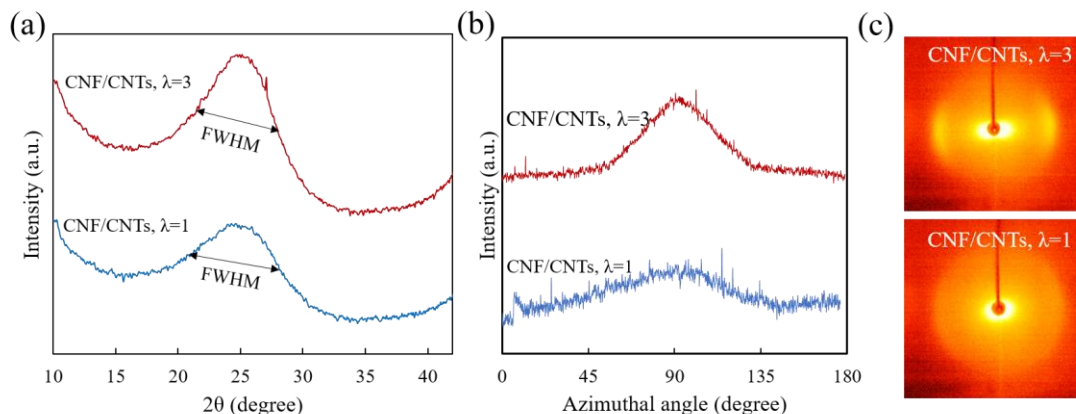 (a)
CNF/CNTs, λ=3
FWHM
CNF/CNTs, λ=1
FWHM
Intensity (a.u.)
10 15 20 25 30 35 40
2θ (degree)
(b)
CNF/CNTs, λ=3
CNF/CNTs, λ=1
Intensity (a.u.)
0 45 90 135 180
Azimuthal angle (degree)
(c)
CNF/CNTs, λ=3
CNF/CNTs, λ=1